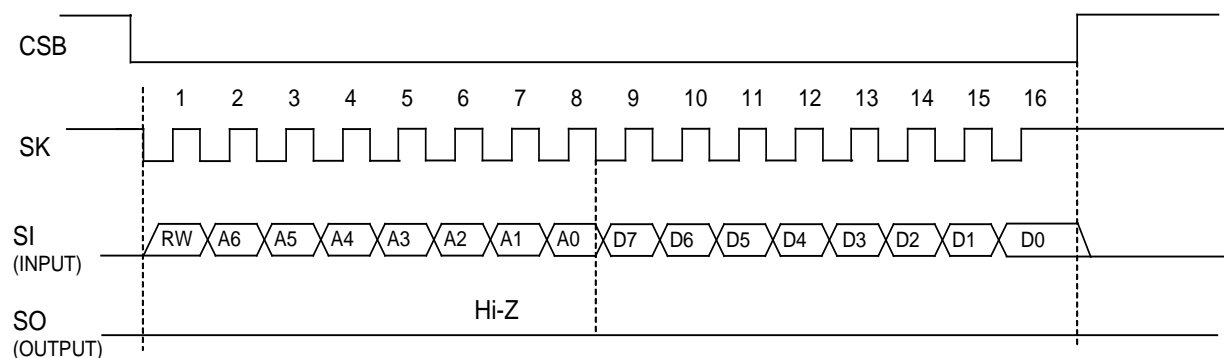 CSB
1 2 3 4 5 6 7 8 9 10 11 12 13 14 15 16
SK
SI
(INPUT)
RW A6 A5 A4 A3 A2 A1 A0 D7 D6 D5 D4 D3 D2 D1 D0
Hi-Z
SO
(OUTPUT)